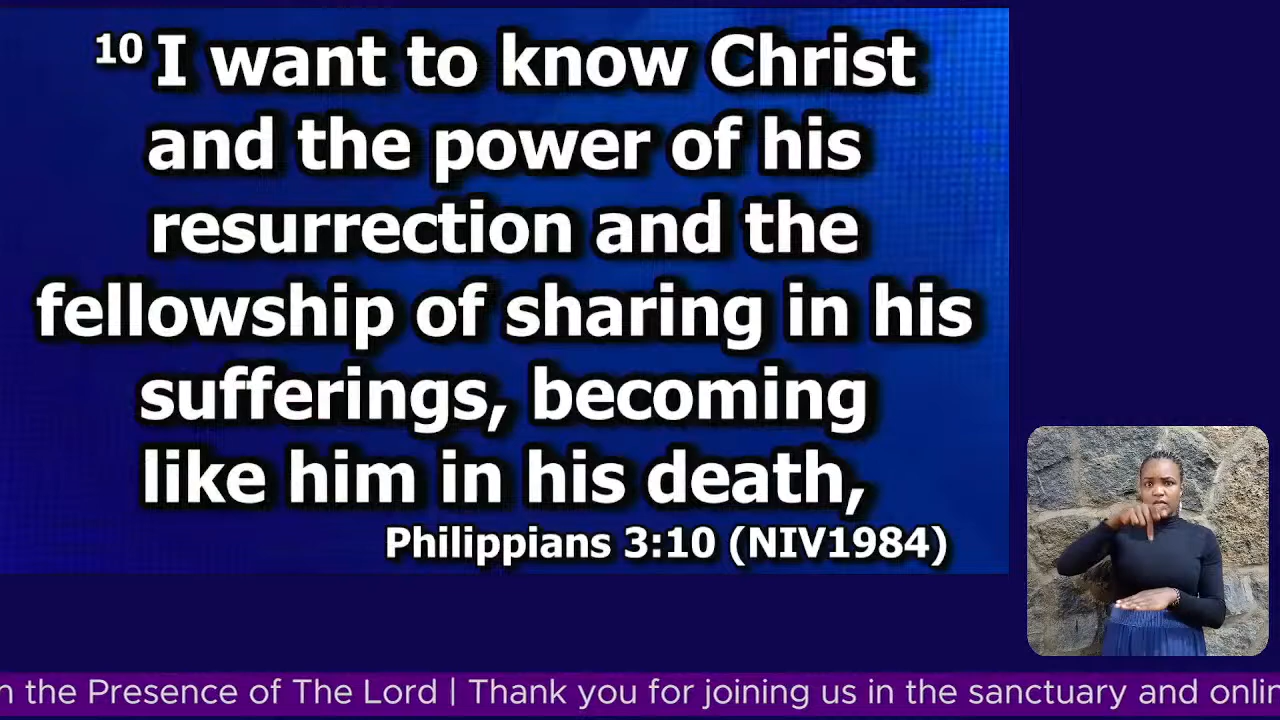 10 I want to know Christ
and the power of his
resurrection and the
fellowship of sharing in his
sufferings, becoming
like him in his death,
Philippians 3:10 (NIV1984)
the Presence of The Lord | Thank you for joining us in the sanctuary and